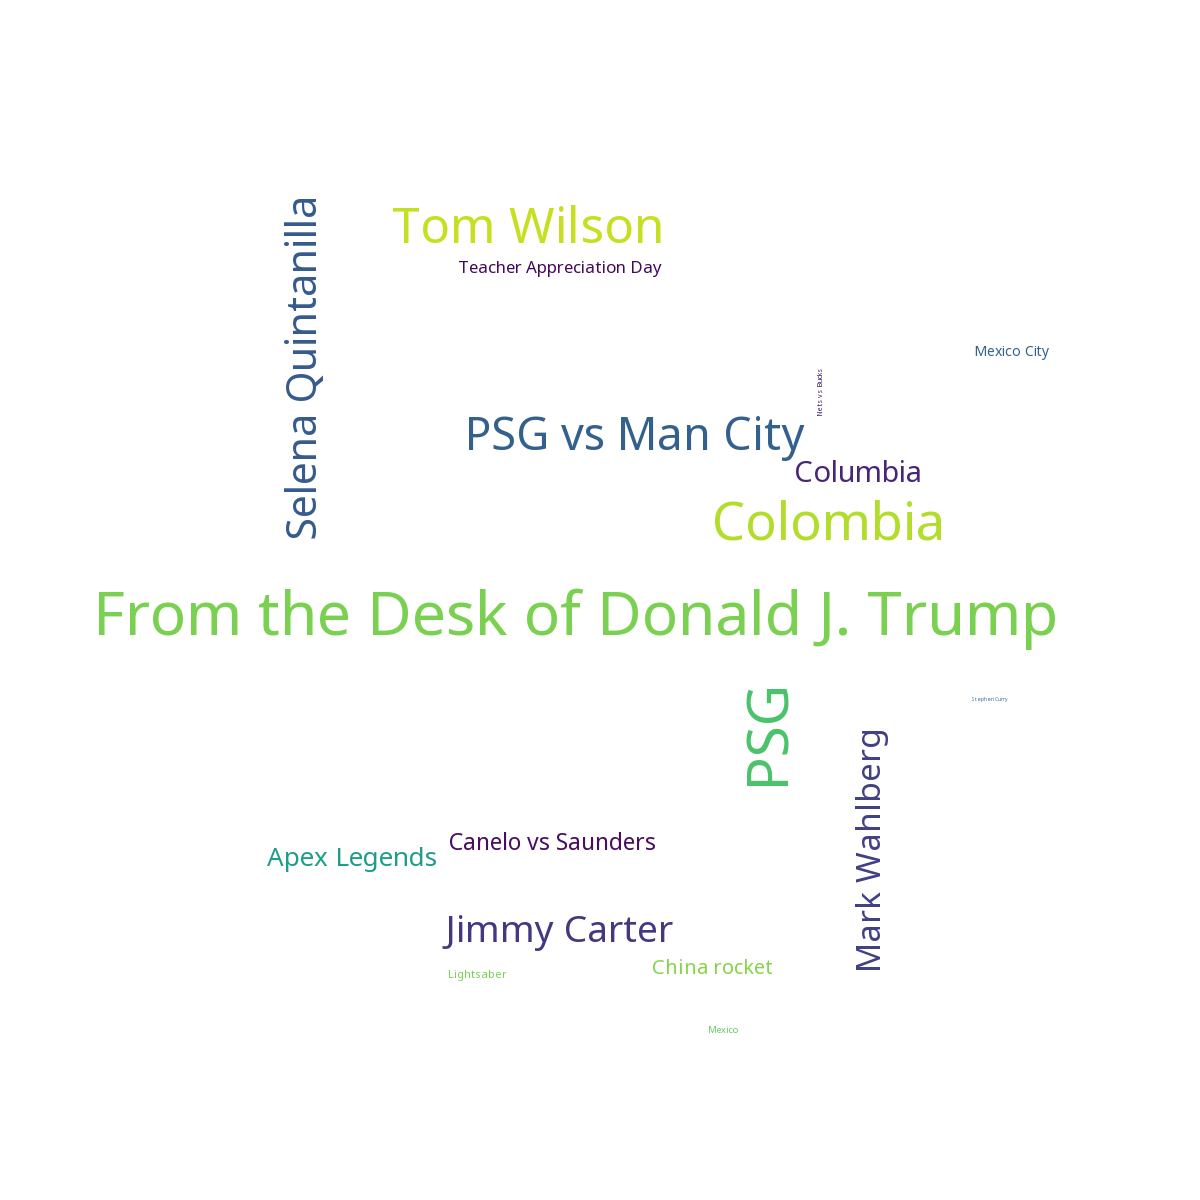 Selena Quintanilla
Tom Wilson
Teacher Appreciation Day
Mexico City
Nets vs Bucks
PSG vs Man City
Columbia
Colombia
From the Desk of Donald J. Trump
PSG
Stephen Curry
Mark Wahlberg
Canelo vs Saunders
Apex Legends
Jimmy Carter
China rocket
Lightsaber
Mexico